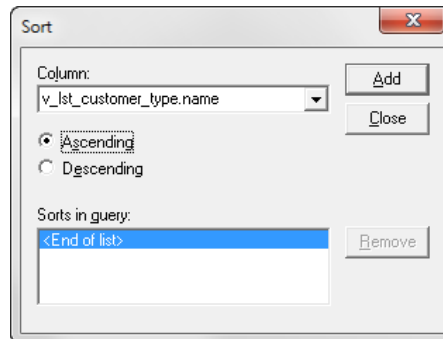 Sort
Column:
v_lst_customer_type.name
Add
Close
Ascending
Descending
Sorts in query:
<End of list>
Remove